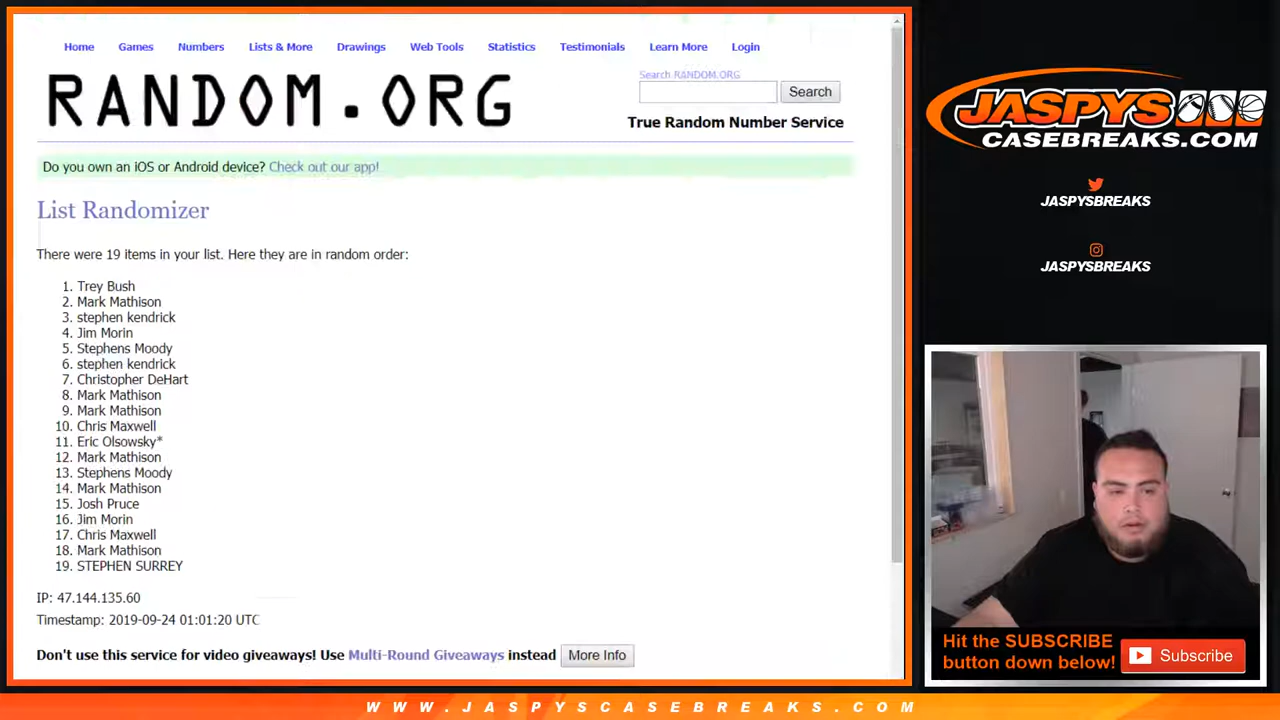 Home Games Numbers Lists & More Drawings Web Tools Statistics Testimonials Learn More Login
RANDOM.ORG
Search RANDOM.ORG
Search
True Random Number Service
Do you own an iOS or Android device? Check out our app!
List Randomizer
There were 19 items in your list. Here they are in random order:
1. Trey Bush
2. Mark Mathison
3. stephen kendrick
4. Jim Morin
5. Stephens Moody
6. stephen kendrick
7. Christopher DeHart
8. Mark Mathison
9. Mark Mathison
10. Chris Maxwell
11. Eric Olsowsky*
12. Mark Mathison
13. Stephens Moody
14. Mark Mathison
15. Josh Pruce
16. Jim Morin
17. Chris Maxwell
18. Mark Mathison
19. STEPHEN SURREY
IP: 47.144.135.60
Timestamp: 2019-09-24 01:01:20 UTC
Don't use this service for video giveaways! Use Multi-Round Giveaways instead More Info
JASPYS
CASEBREAKS.COM
JASPYSBREAKS
JASPYSBREAKS
Hit the SUBSCRIBE
button down below!
Subscribe
WWW.JASPYSCASEBREAKS.COM